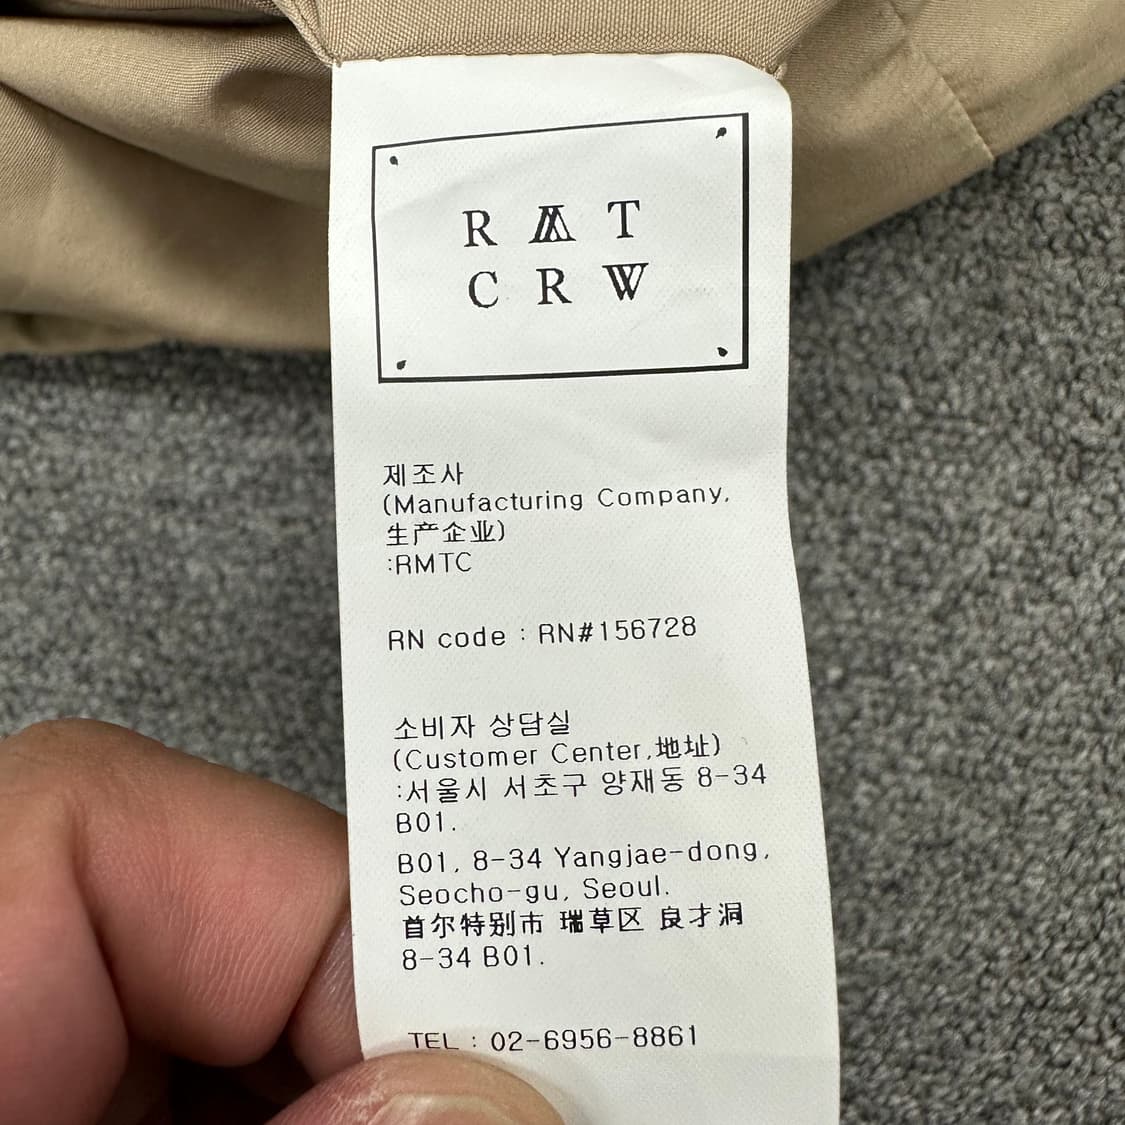 R M T
C R W
제조사
(Manufacturing Company,
生产企业)
:RMTC
RN code : RN#156728
소비자 상담실
(Customer Center,地址)
:서울시 서초구 양재동 8-34
B01.
B01, 8-34 Yangjae-dong,
Seocho-gu, Seoul.
首尔特别市 瑞草区 良才洞
8-34 B01.
TEL : 02-6956-8861